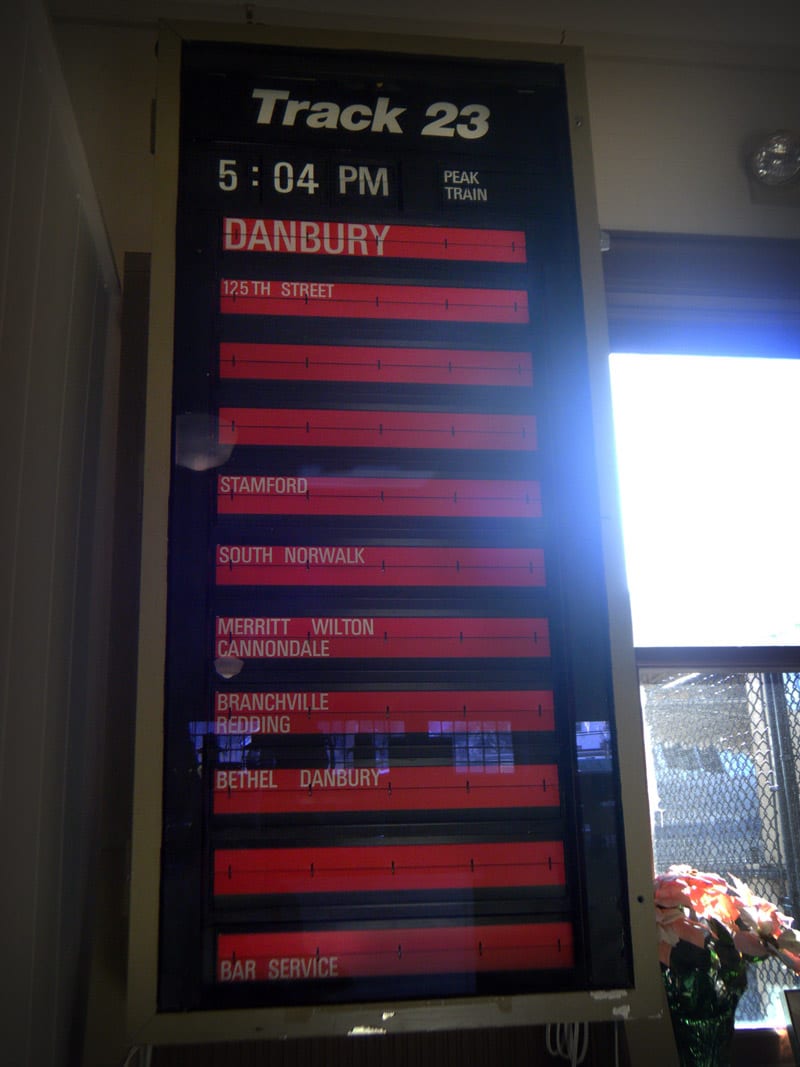 Track 23
5:04 PM PEAK
TRAIN
DANBURY
125TH STREET
STAMFORD
SOUTH NORWALK
MERRITT WILTON
CANNONDALE
BRANCHVILLE
REDDING
BETHEL DANBURY
BAR SERVICE